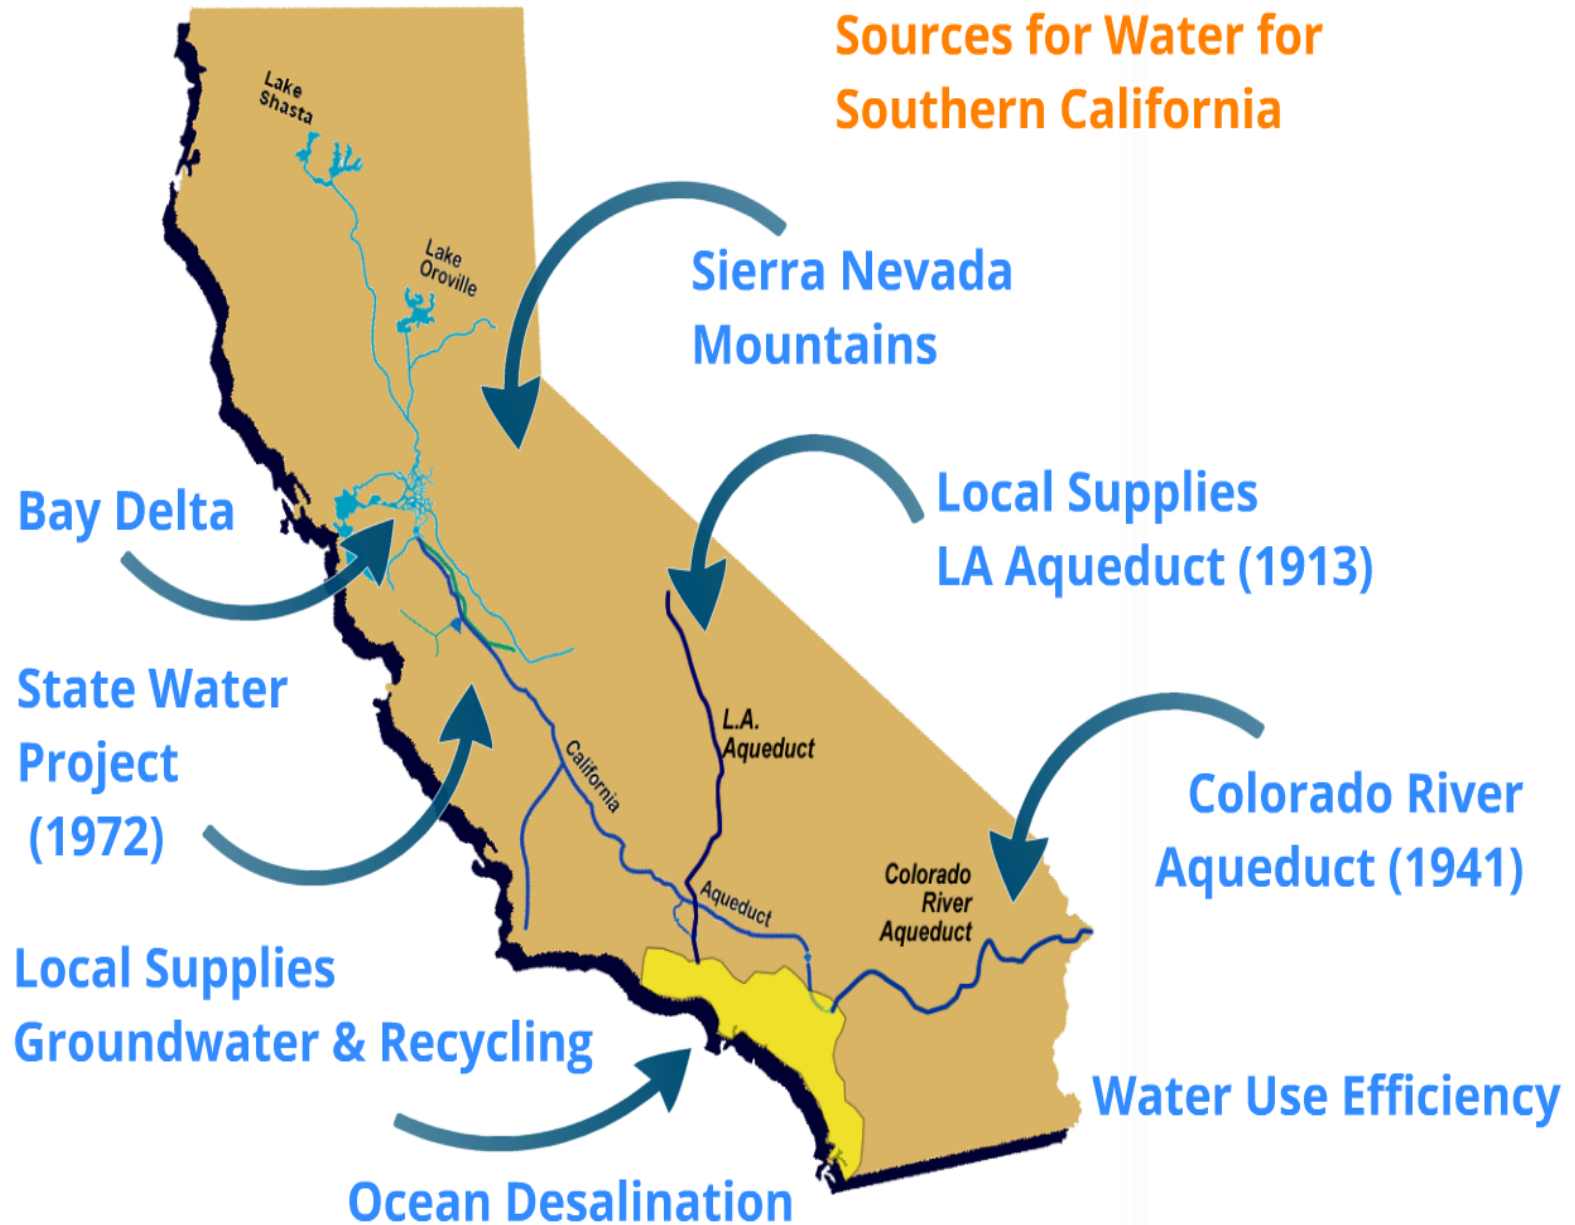 Sources for Water for
Southern California
Lake
Shasta
Lake
Oroville
Sierra Nevada
Mountains
Bay Delta
Local Supplies
LA Aqueduct (1913)
State Water
Project
(1972)
L.A.
Aqueduct
California
Aqueduct
Colorado River
Aqueduct (1941)
Colorado
River
Aqueduct
Local Supplies
Groundwater & Recycling
Water Use Efficiency
Ocean Desalination